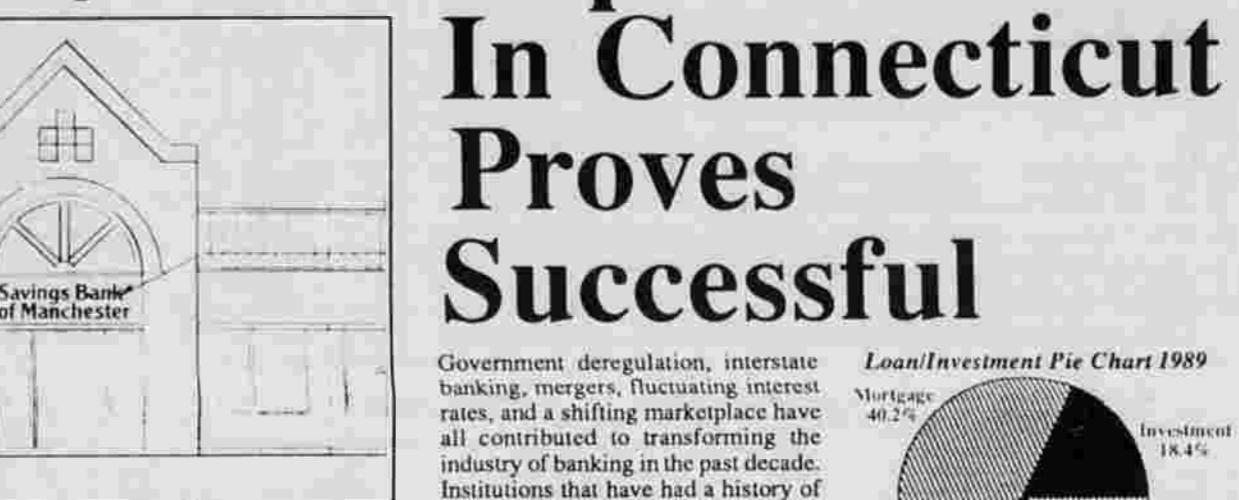 In Connecticut
Proves
Successful
Savings Bank
of Manchester
Government deregulation, interstate
banking, mergers, fluctuating interest
rates, and a shifting marketplace have
all contributed to transforming the
industry of banking in the past decade.
Institutions that have had a history of
Loan/Investment Pie Chart 1989
Mortgage
40.2%
Investment
18.4%